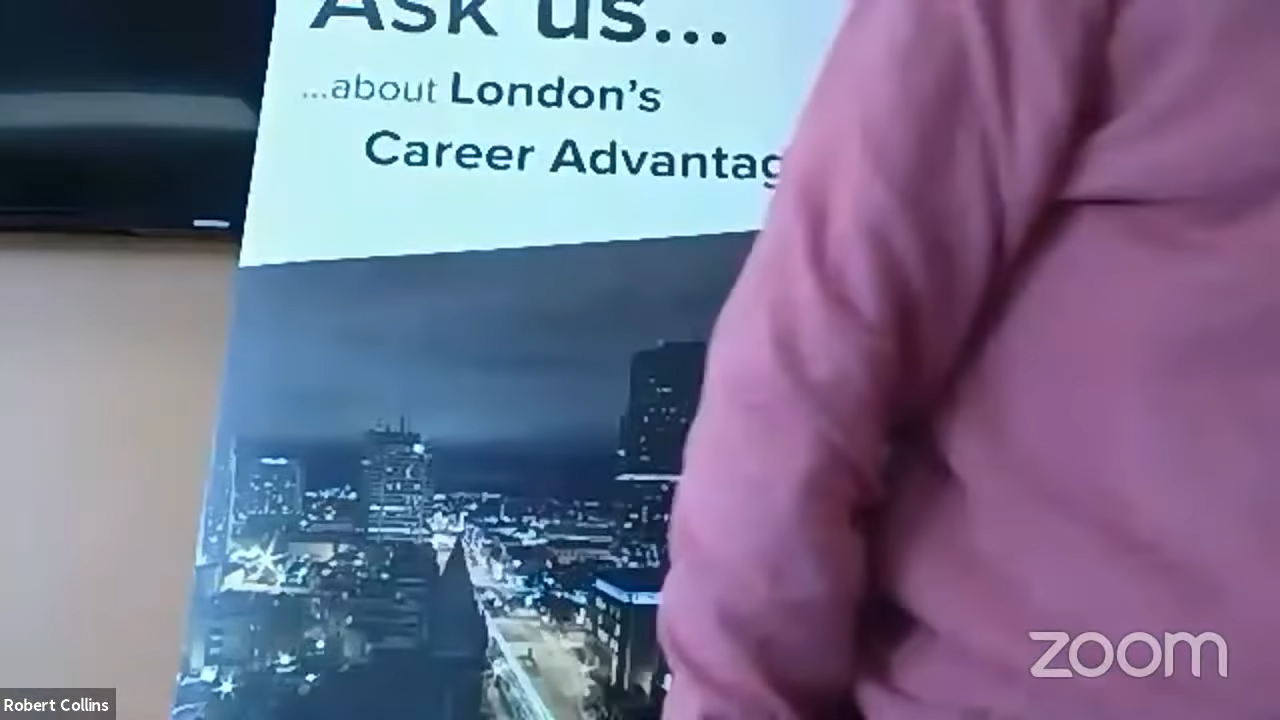 Ask us...
...about London's
Career Advantag
zoom
Robert Collins